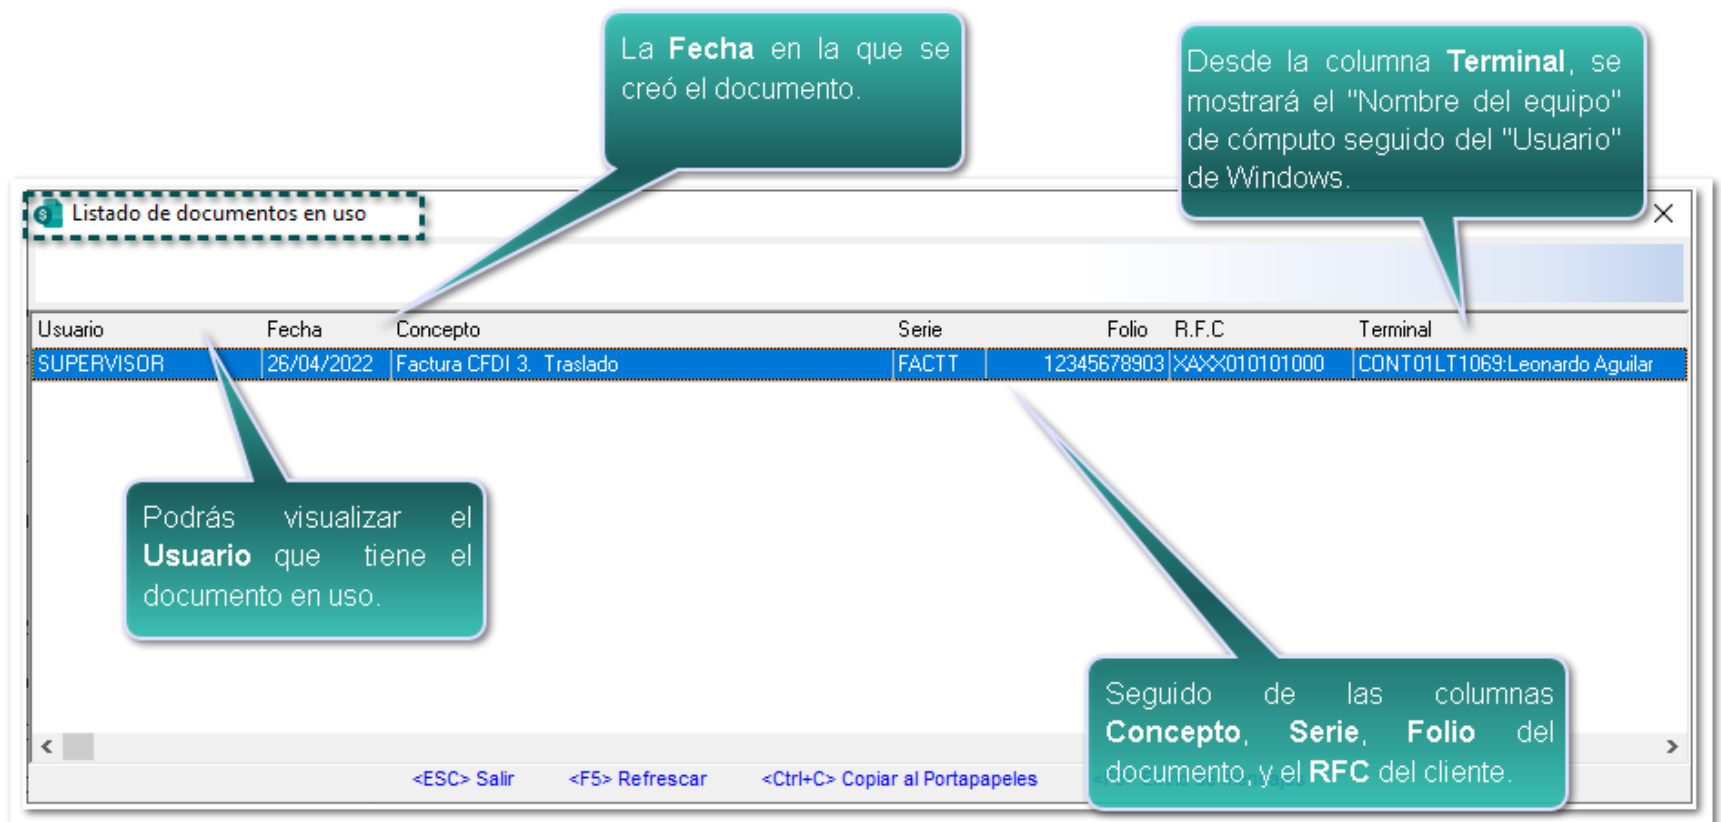 La Fecha en la que se
creó el documento.
Desde la columna Terminal, se
mostrará el "Nombre del equipo"
de cómputo seguido del "Usuario"
de Windows.
Listado de documentos en uso
Usuario Fecha Concepto Serie Folio R.F.C Terminal
SUPERVISOR 26/04/2022 Factura CFDI 3. Traslado FACTT 12345678903 XAXX010101000 CONT01LT1069:Leonardo Aguilar
Podrás visualizar el
Usuario que tiene el
documento en uso.
Seguido de las columnas
Concepto, Serie, Folio del
documento, y el RFC del cliente.
<ESC> Salir <F5> Refrescar <Ctrl+C> Copiar al Portapapeles